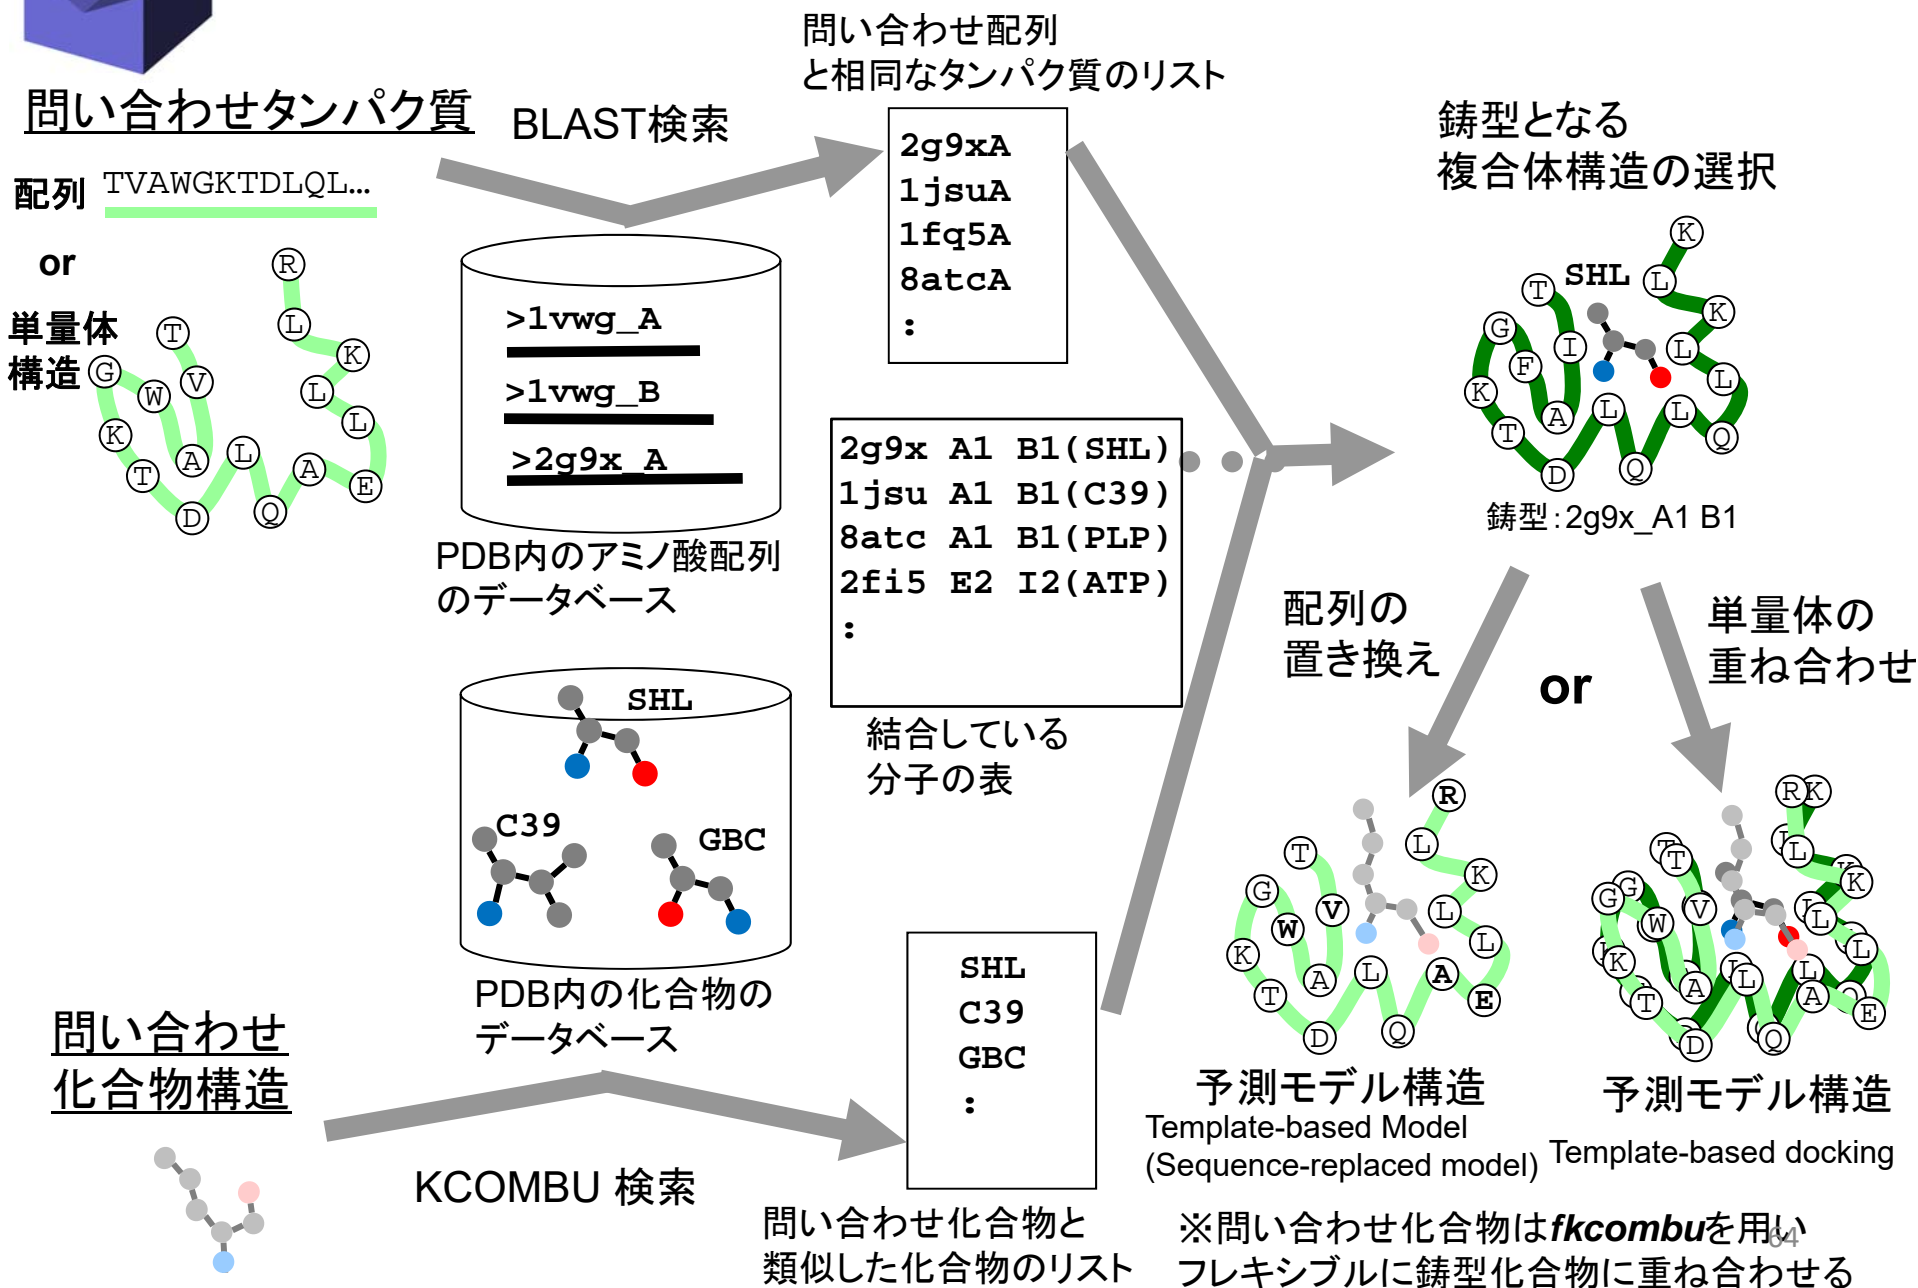 問い合わせタンパク質
配列 TVAWGKTDLQL…
or
単量体
構造
R
L
K
L
L
E
A
Q
L
D
T
K
G
W
A
V
T
BLAST検索
>1vwg_A
>1vwg_B
>2g9x_A
PDB内のアミノ酸配列
のデータベース
問い合わせ配列
と相同なタンパク質のリスト
2g9xA
1jsuA
1fq5A
8atcA
:
2g9x A1 B1(SHL)
1jsu A1 B1(C39)
8atc A1 B1(PLP)
2fi5 E2 I2(ATP)
:
結合している
分子の表
SHL
C39
GBC
PDB内の化合物の
データベース
問い合わせ
化合物構造
KCOMBU 検索
SHL
C39
GBC
:
問い合わせ化合物と
類似した化合物のリスト
鋳型となる
複合体構造の選択
SHL
K
L
K
L
L
Q
L
Q
L
D
T
K
G
F
A
I
T
鋳型:2g9x_A1 B1
配列の
置き換え
or
単量体の
重ね合わせ
R
L
K
L
L
E
A
Q
L
D
T
K
G
W
A
V
T
予測モデル構造
Template-based Model
(Sequence-replaced model)
R
K
L
K
L
L
E
A
Q
L
D
T
K
G
G
W
A
V
T
T
L
予測モデル構造
Template-based docking
※問い合わせ化合物はfkcombuを用い
フレキシブルに鋳型化合物に重ね合わせる
64